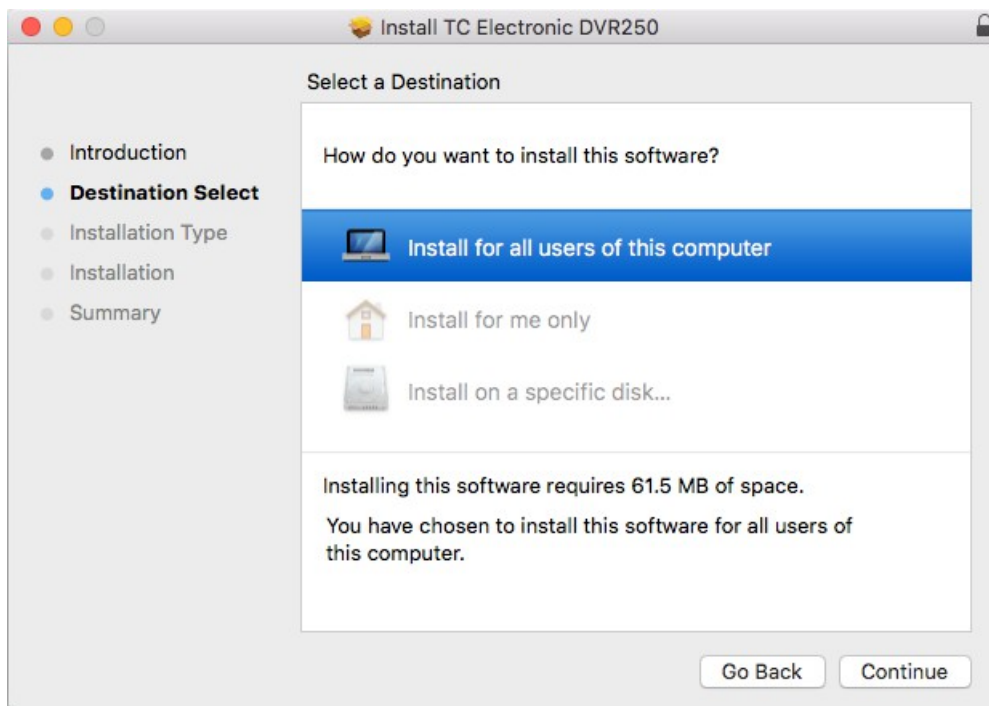 Install TC Electronic DVR250
Select a Destination
Introduction
Destination Select
Installation Type
Installation
Summary
How do you want to install this software?
Install for all users of this computer
Install for me only
Install on a specific disk...
Installing this software requires 61.5 MB of space.
You have chosen to install this software for all users of
this computer.
Go Back
Continue